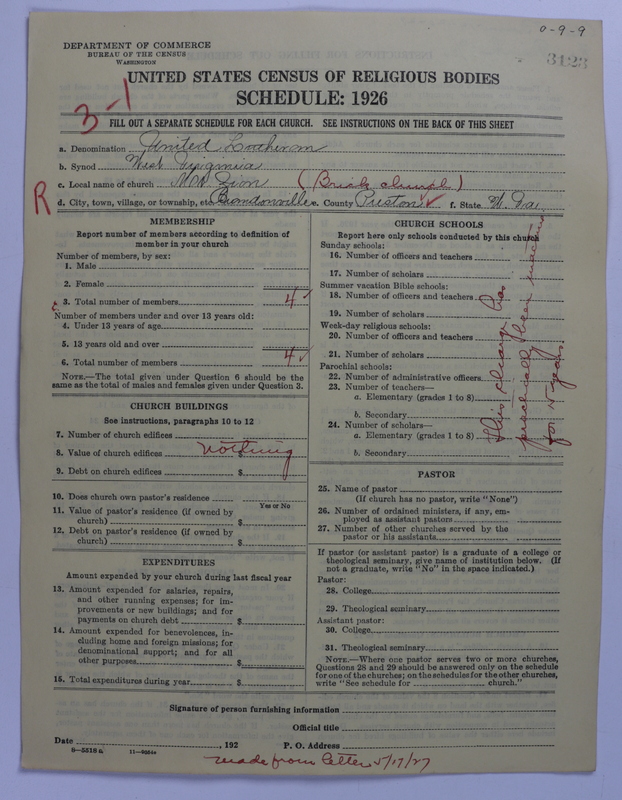 0-9-9
3123
DEPARTMENT OF COMMERCE
BUREAU OF THE CENSUS
WASHINGTON
UNITED STATES CENSUS OF RELIGIOUS BODIES
SCHEDULE: 1926
3-1
FILL OUT A SEPARATE SCHEDULE FOR EACH CHURCH. SEE INSTRUCTIONS ON THE BACK OF THIS SHEET
a. Denomination United Lutheran
b. Synod West Virginia
c. Local name of church Mt Zion (Brick church)
R
d. City, town, village, or township, etc. Brandonville e. County Preston ✓ f. State W. Va.
MEMBERSHIP
Report number of members according to definition of
member in your church
Number of members, by sex:
1. Male
2. Female
3. Total number of members 4 ✓
Number of members under and over 13 years old:
4. Under 13 years of age
5. 13 years old and over
6. Total number of members 4 ✓
NOTE.—The total given under Question 6 should be
same as the total of males and females given under Question 3.
CHURCH BUILDINGS
See instructions, paragraphs 10 to 12
7. Number of church edifices
8. Value of church edifices $ nothing
9. Debt on church edifices $
10. Does church own pastor's residence
Yes or No
11. Value of pastor's residence (if owned by
church) $
12. Debt on pastor's residence (if owned by
church) $
EXPENDITURES
Amount expended by your church during last fiscal year
13. Amount expended for salaries, repairs,
and other running expenses; for im-
provements or new buildings; and for
payments on church debt $
14. Amount expended for benevolences, in-
cluding home and foreign missions; for
denominational support; and for all
other purposes $
15. Total expenditures during year $
CHURCH SCHOOLS
Report here only schools conducted by this church
Sunday schools:
16. Number of officers and teachers
17. Number of scholars
Summer vacation Bible schools:
18. Number of officers and teachers
19. Number of scholars
Week-day religious schools:
20. Number of officers and teachers
21. Number of scholars
Parochial schools:
22. Number of administrative officers
23. Number of teachers—
a. Elementary (grades 1 to 8)
b. Secondary
24. Number of scholars—
a. Elementary (grades 1 to 8)
b. Secondary
This charge has
practically been inactive
for 15 years
PASTOR
25. Name of pastor
(If church has no pastor, write "None")
26. Number of ordained ministers, if any, em-
ployed as assistant pastors
27. Number of other churches served by the
pastor or his assistants
If pastor (or assistant pastor) is a graduate of a college or
theological seminary, give name of institution below. (If
not a graduate, write "No" in the space indicated.)
Pastor:
28. College
29. Theological seminary
Assistant pastor:
30. College
31. Theological seminary
NOTE.—Where one pastor serves two or more churches,
Questions 28 and 29 should be answered only on the schedule
for one of the churches; on the schedules for the other churches,
write "See schedule for church."
Signature of person furnishing information
Official title
Date , 192 P. O. Address
8-5518a 11-9504a
made from letter 5/17/27